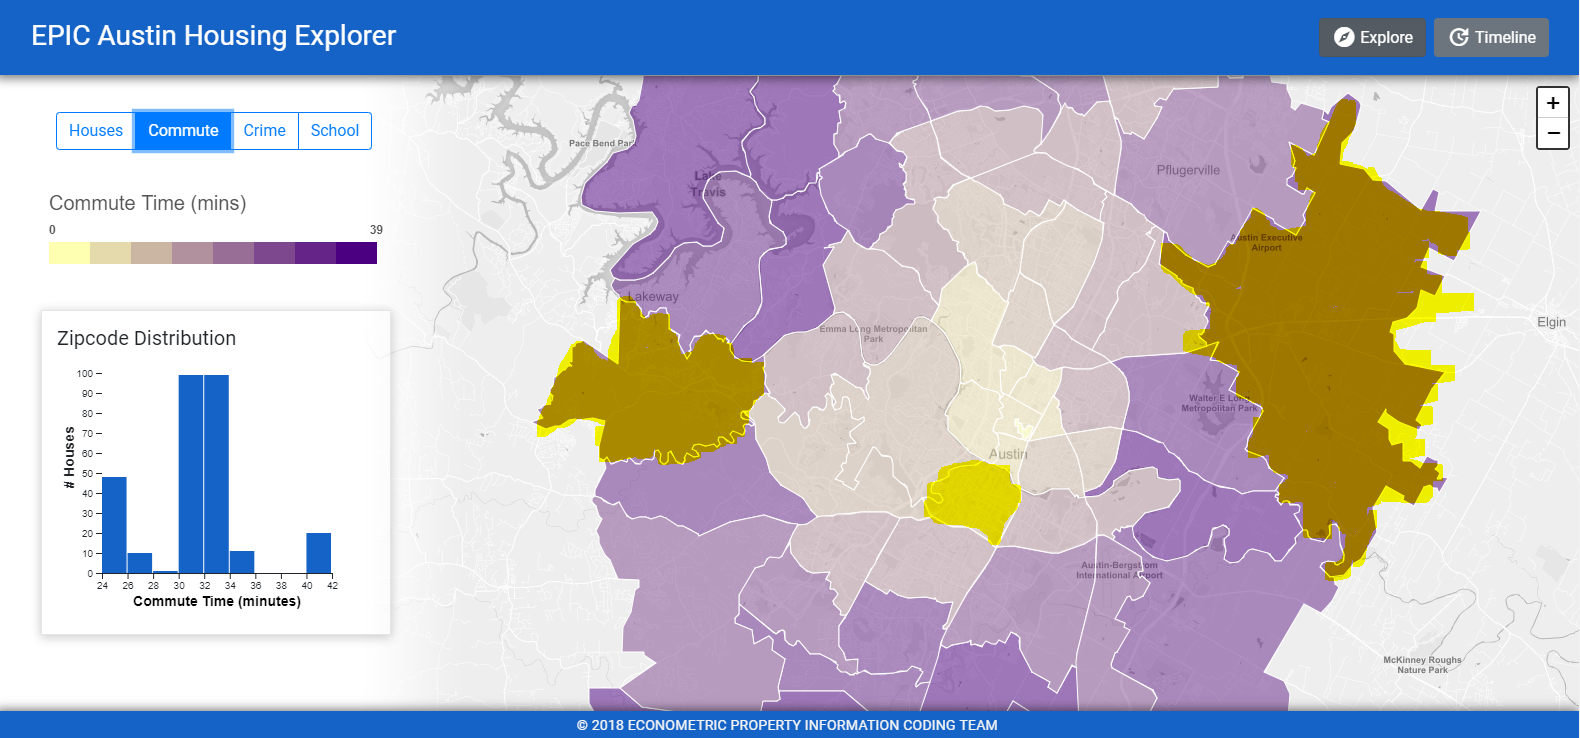 EPIC Austin Housing Explorer
Explore
Timeline
Houses
Commute
Crime
School
Commute Time (mins)
0
39
Zipcode Distribution
100
90
80
70
60
50
40
30
20
10
0
# Houses
24 26 28 30 32 34 36 38 40 42
Commute Time (minutes)
+
−
Pace Bend Park
Lake
Travis
Pflugerville
Austin Executive
Airport
Lakeway
Elgin
Emma Long Metropolitan
Park
Walter E Long
Metropolitan Park
Austin
Austin-Bergstrom
International Airport
McKinney Roughs
Nature Park
© 2018 ECONOMETRIC PROPERTY INFORMATION CODING TEAM